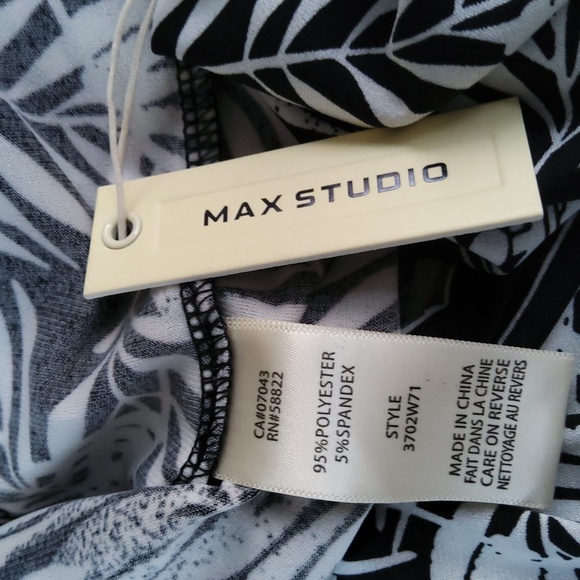 MAX STUDIO
CA#07043
RN#58822
95%POLYESTER
5%SPANDEX
STYLE
3702W71
MADE IN CHINA
FAIT DANS LA CHINE
CARE ON REVERSE
NETTOYAGE AU REVERS